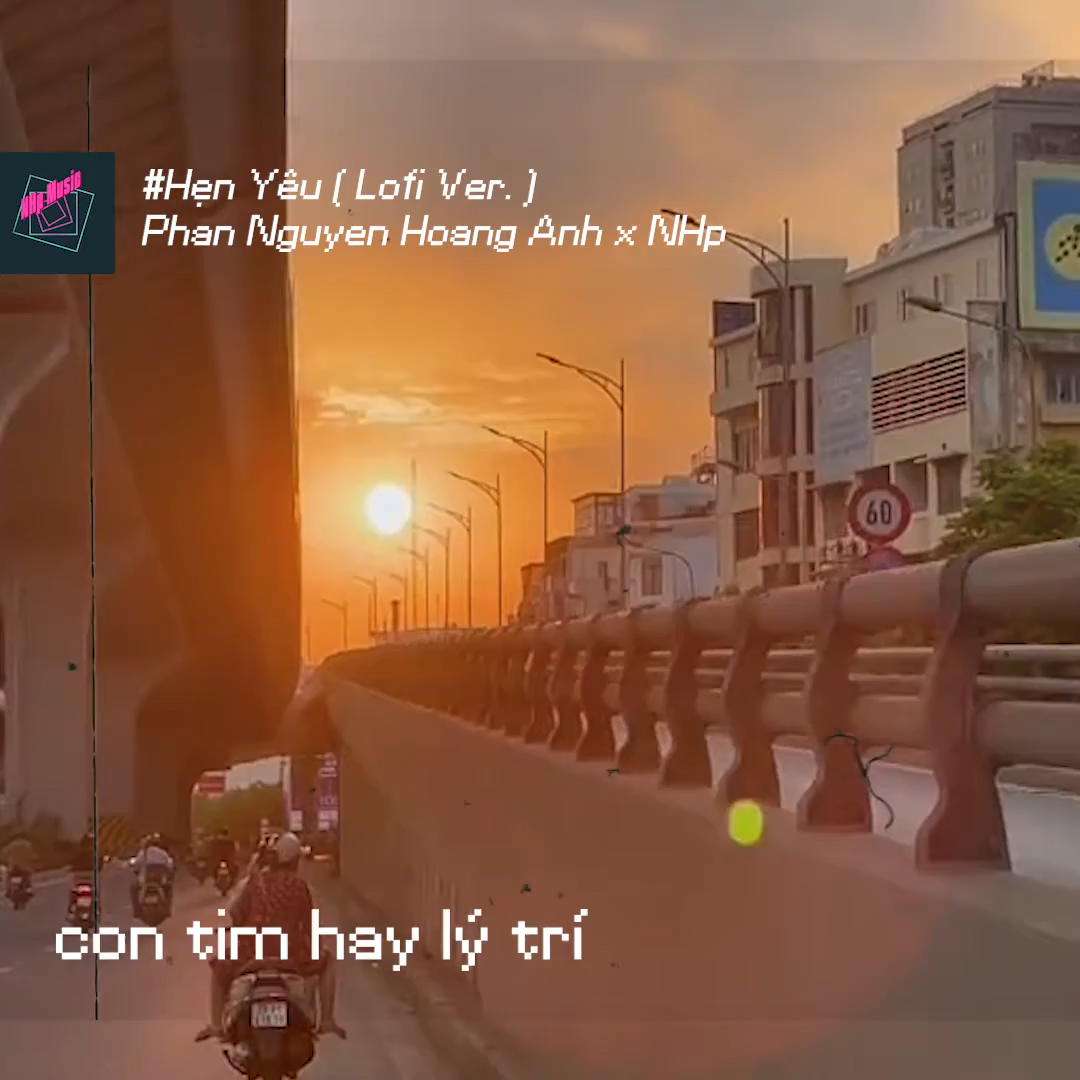 #Hẹn Yêu ( Lofi Ver. )
Phan Nguyen Hoang Anh x NHp
NHp Music
60
con tim hay lý trí